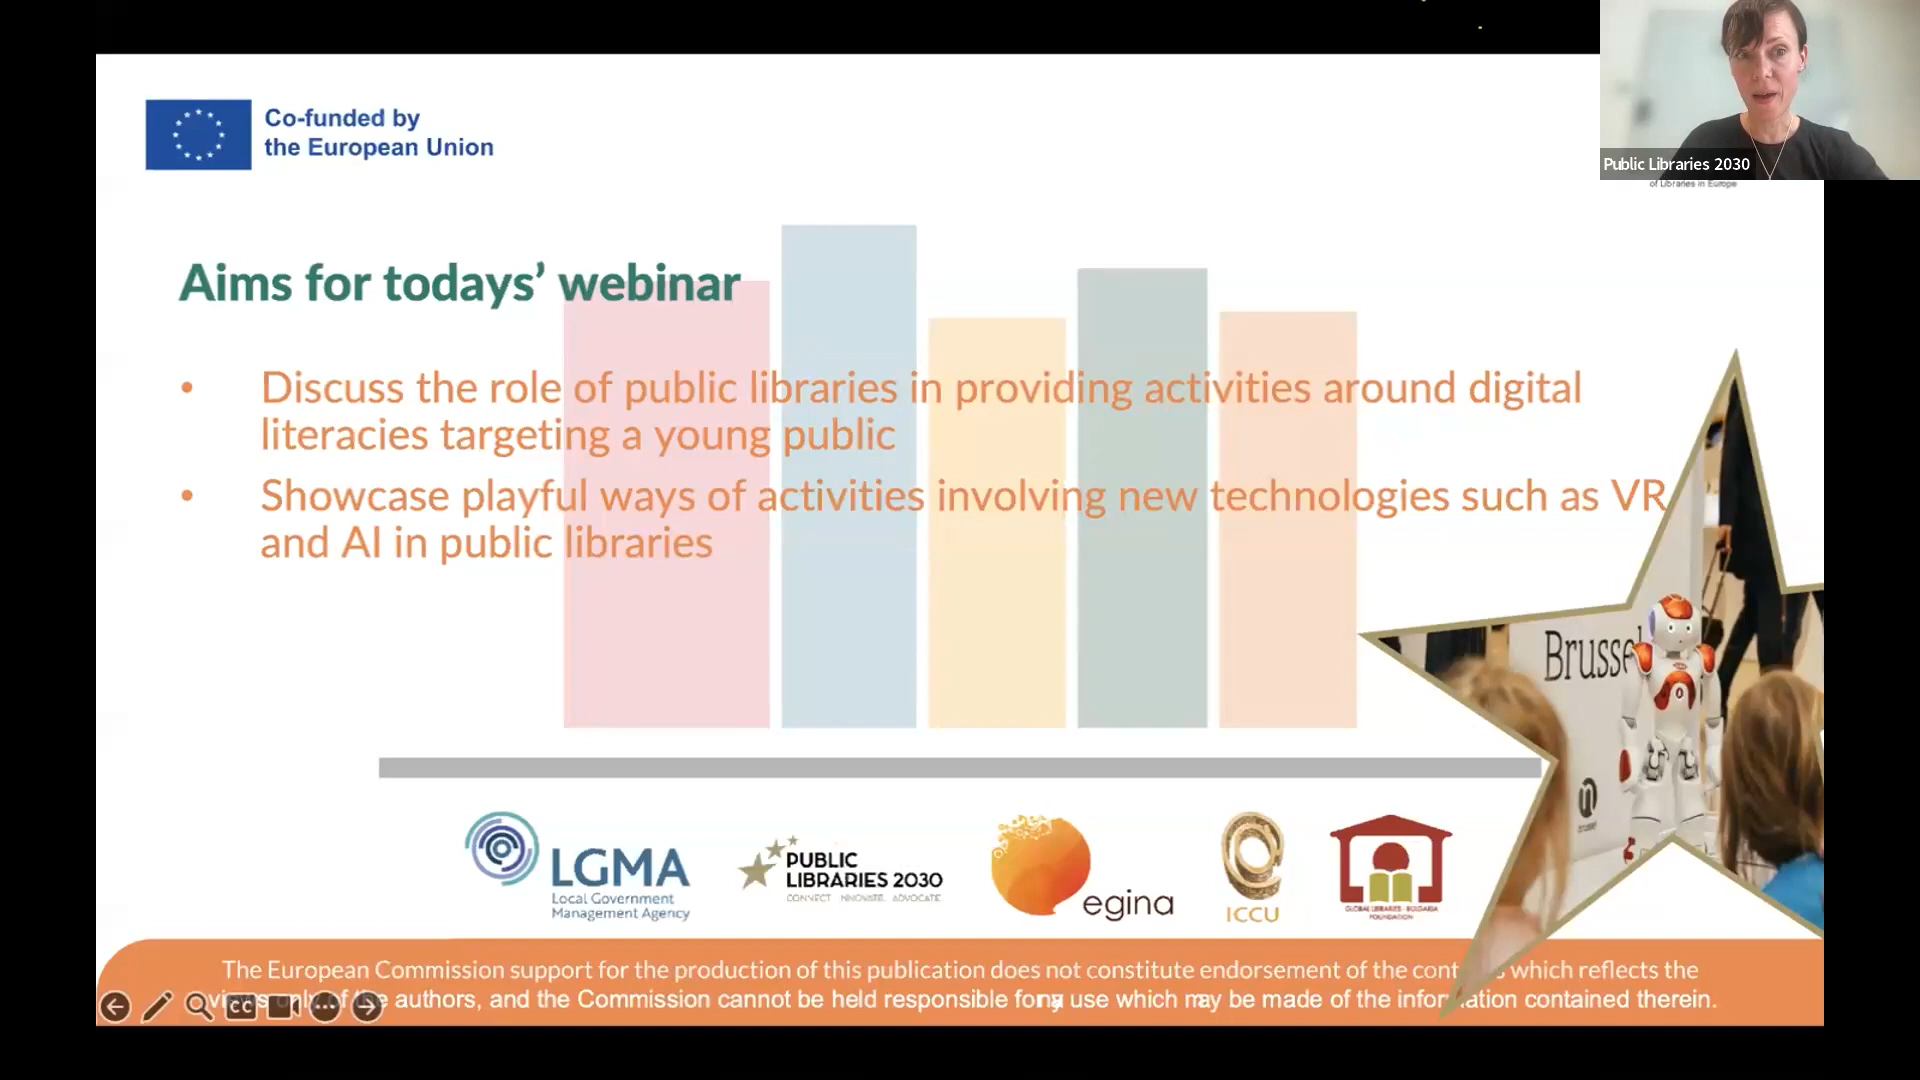 Co-funded by
the European Union
Public Libraries 2030
of Libraries in Europe
Aims for todays’ webinar
• Discuss the role of public libraries in providing activities around digital
literacies targeting a young public
• Showcase playful ways of activities involving new technologies such as VR
and AI in public libraries
Brussel
LGMA
Local Government
Management Agency
PUBLIC
LIBRARIES 2030
CONNECT INNOVATE ADVOCATE
egina
ICCU
GLOBAL LIBRARIES - BULGARIA
FOUNDATION
The European Commission support for the production of this publication does not constitute endorsement of the which reflects the
views only of the authors, and the Commission cannot be held responsible for use which may be made of the information contained therein.
CC